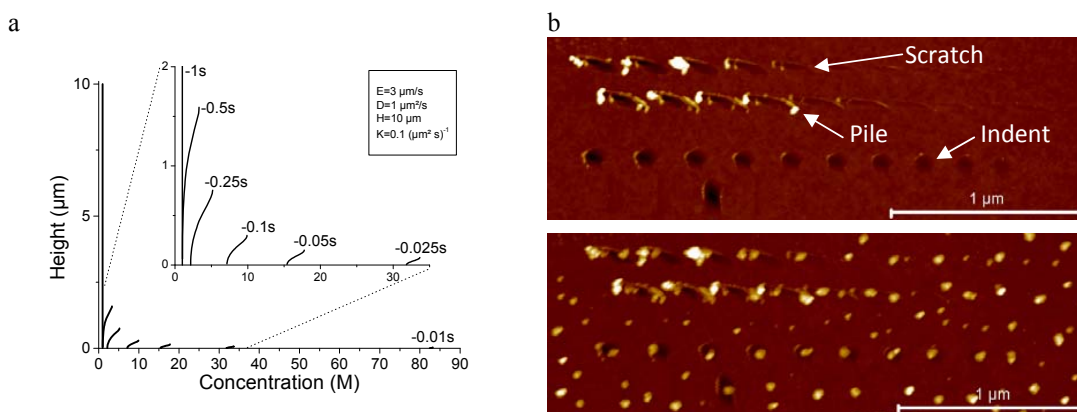 a
b
2
-1s
-0.5s
1
-0.25s
-0.1s
-0.05s
-0.025s
0
0
10
20
30
E=3 µm/s
D=1 µm²/s
H=10 µm
K=0.1 (µm² s)⁻¹
10
5
0
-0.01s
0
10
20
30
40
50
60
70
80
90
Height (µm)
Concentration (M)
Scratch
Pile
Indent
1 µm
1 µm